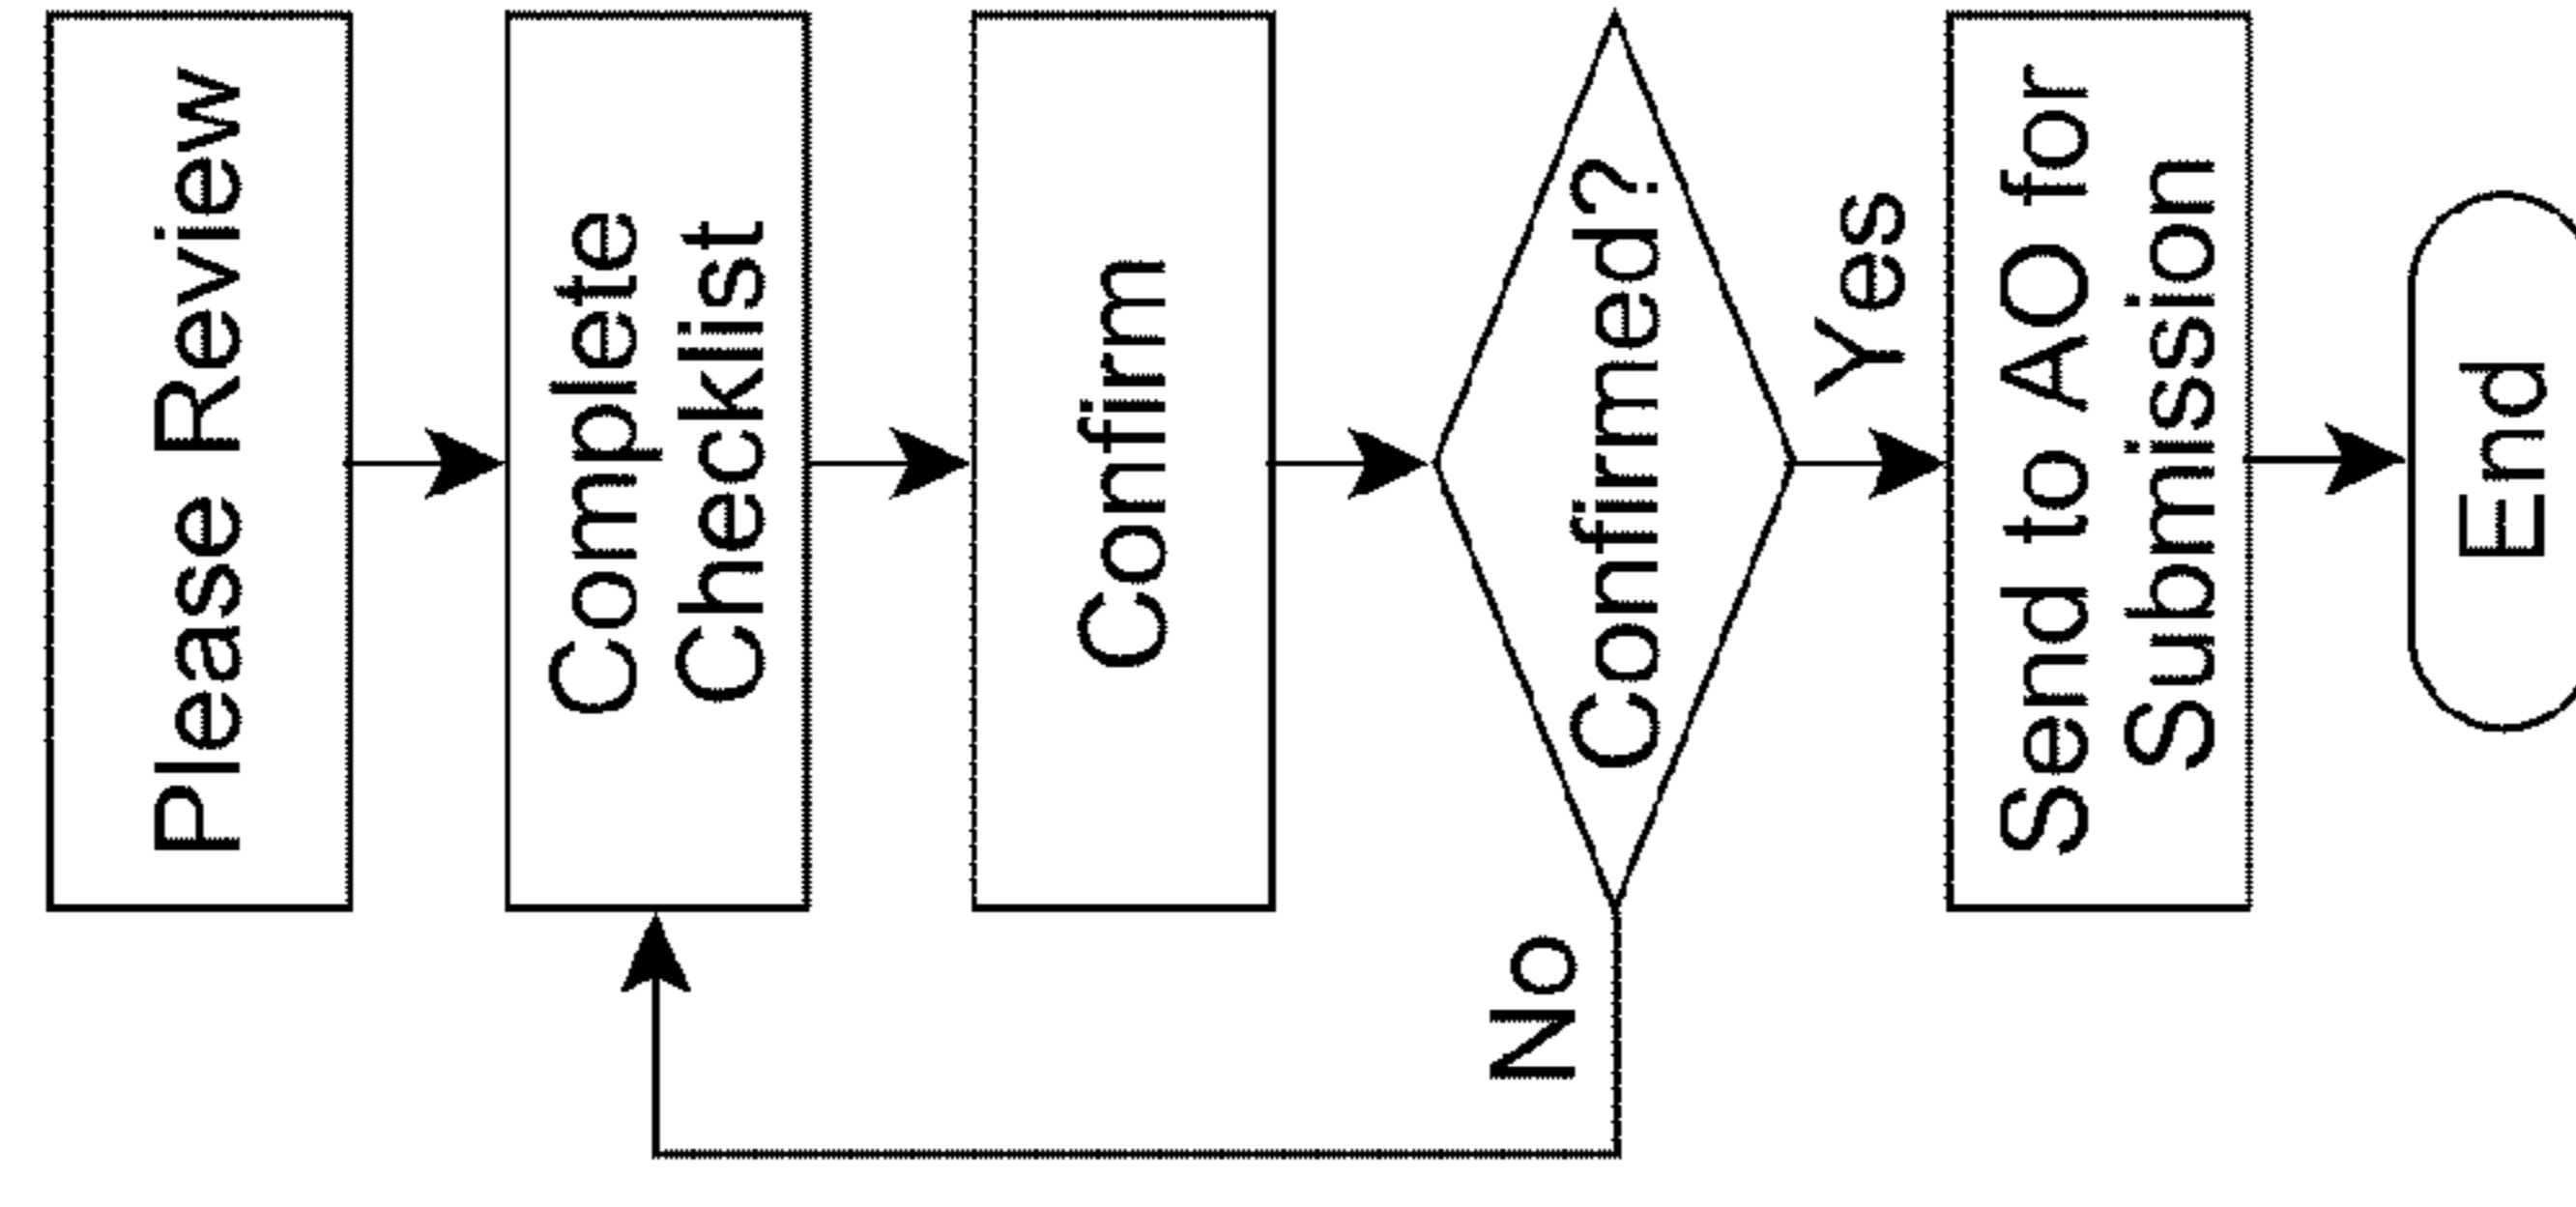 Please Review
Complete
Checklist
Confirm
Confirmed?
No
Yes
Send to AO for
Submission
End